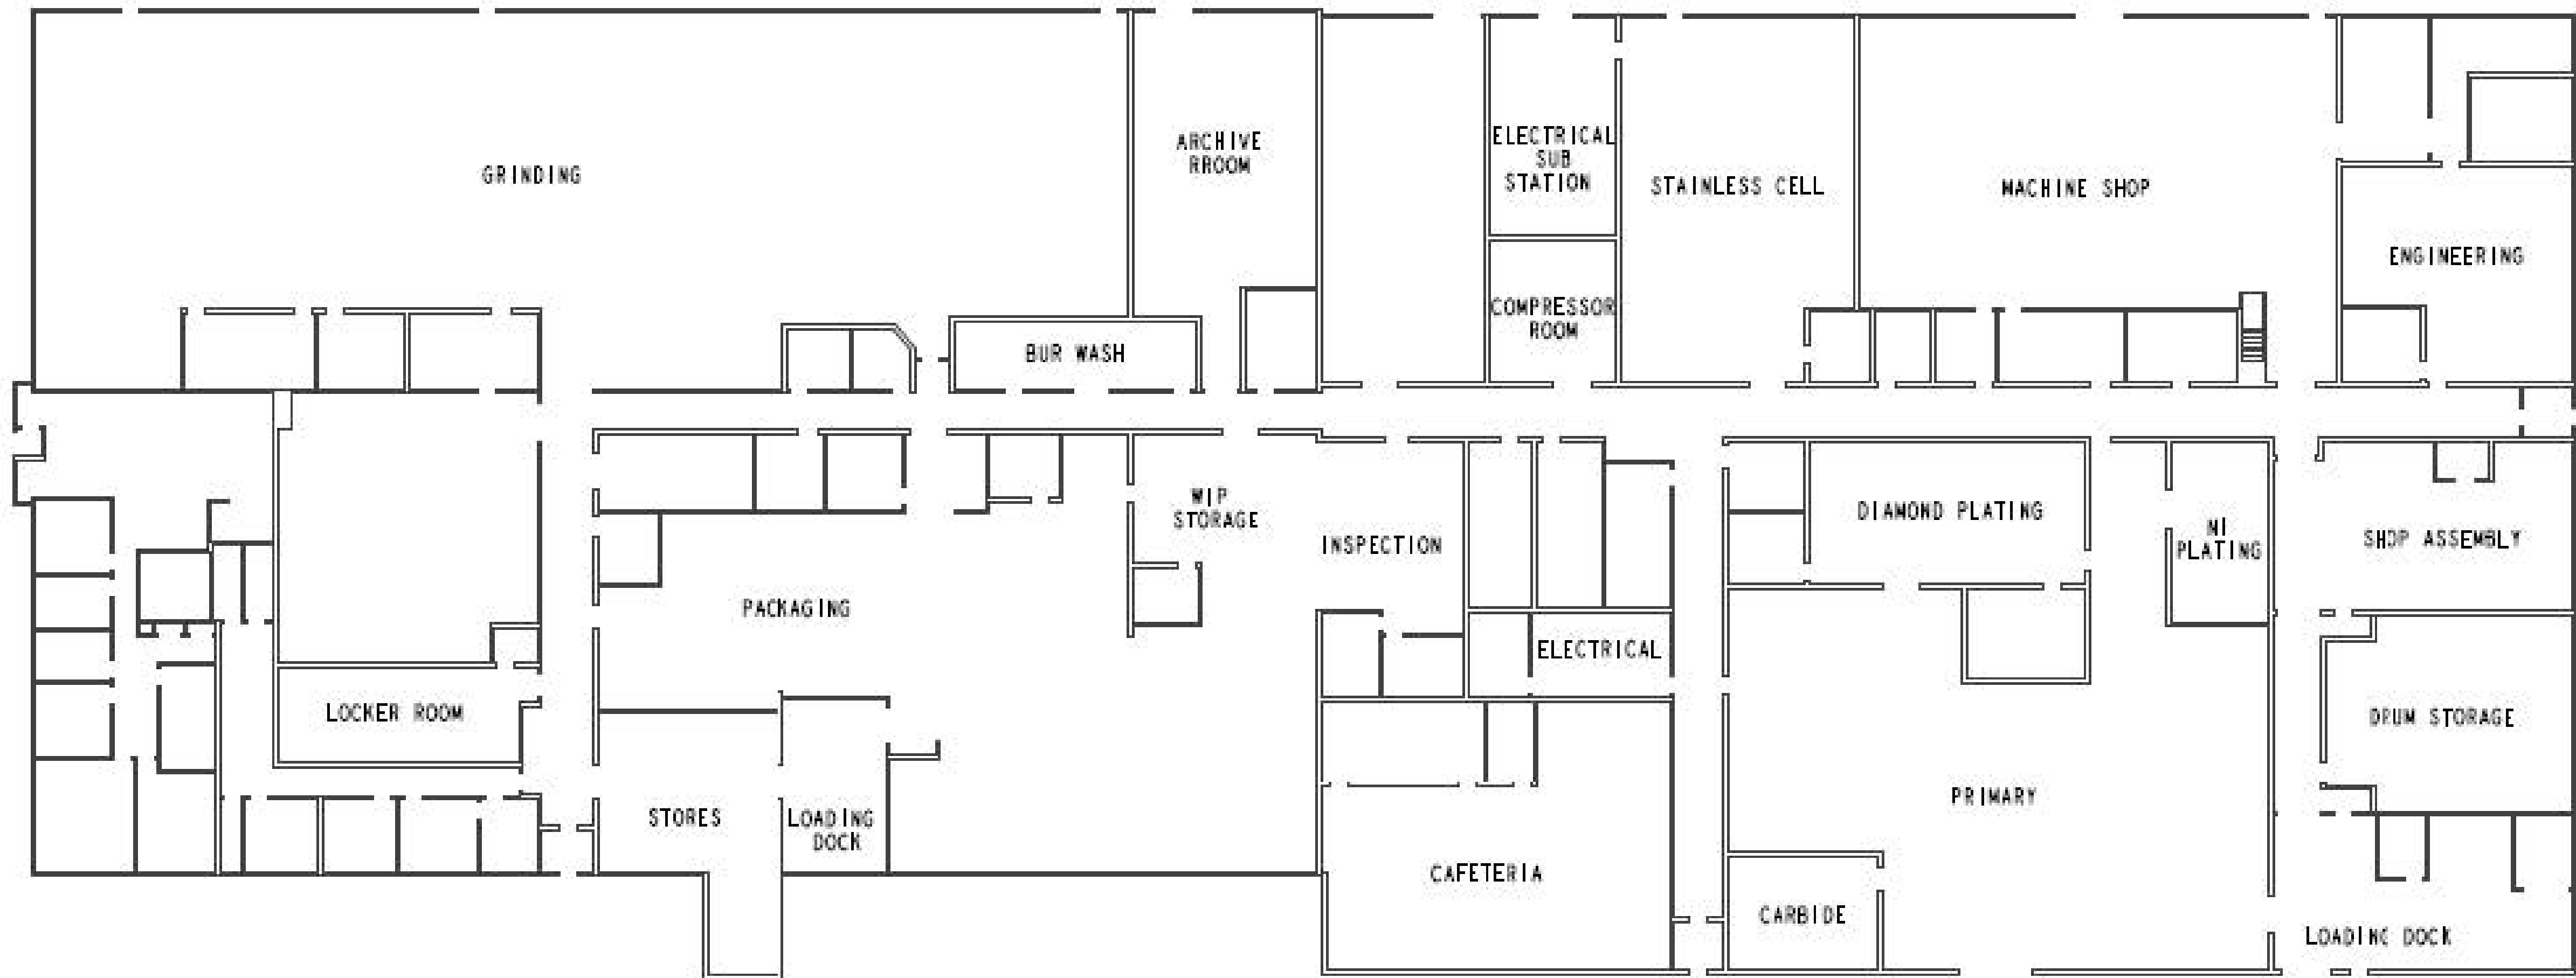 GRINDING
ARCHIVE
RROOM
ELECTRICAL
SUB
STATION
STAINLESS CELL
MACHINE SHOP
ENGINEERING
COMPRESSOR
ROOM
BUR WASH
WIP
STORAGE
INSPECTION
DIAMOND PLATING
NI
PLATING
SHOP ASSEMBLY
PACKAGING
ELECTRICAL
LOCKER ROOM
DRUM STORAGE
STORES
LOADING
DOCK
PRIMARY
CAFETERIA
CARBIDE
LOADING DOCK